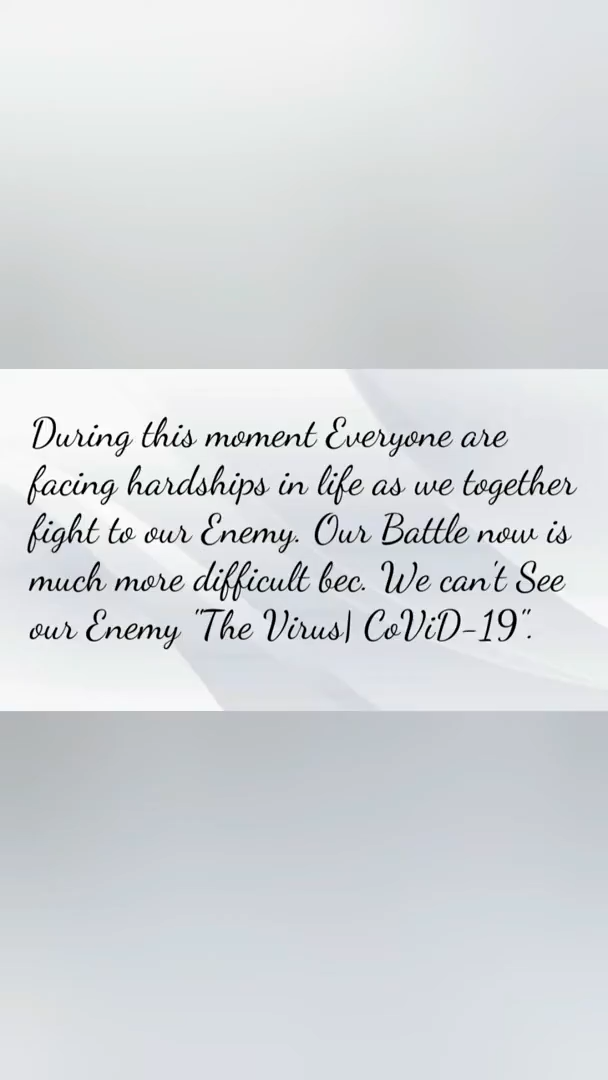 During this moment Everyone are
facing hardships in life as we together
fight to our Enemy. Our Battle now is
much more difficult bec. We can't See
our Enemy "The Virus| CoViD-19".